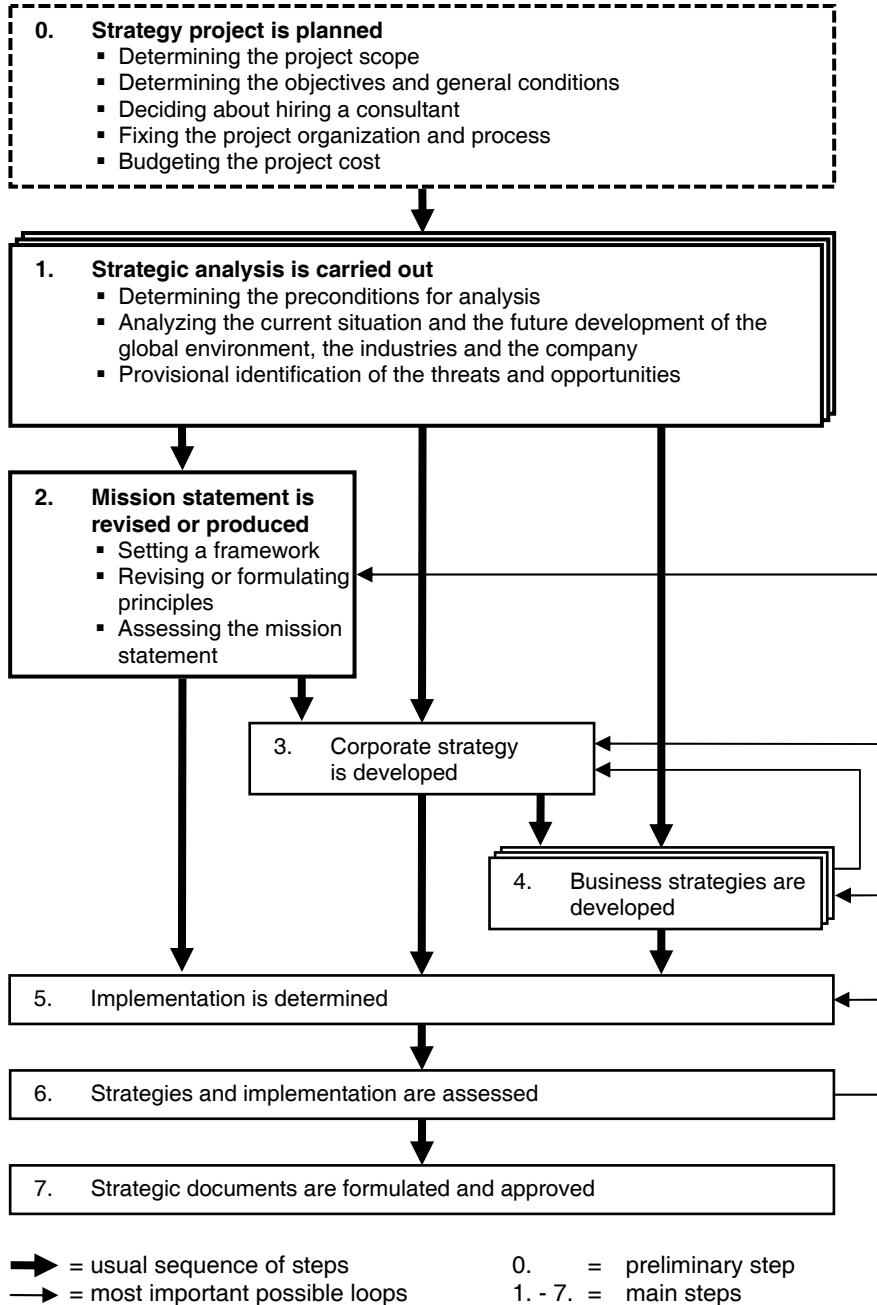 0. Strategy project is planned
▪ Determining the project scope
▪ Determining the objectives and general conditions
▪ Deciding about hiring a consultant
▪ Fixing the project organization and process
▪ Budgeting the project cost
1. Strategic analysis is carried out
▪ Determining the preconditions for analysis
▪ Analyzing the current situation and the future development of the
global environment, the industries and the company
▪ Provisional identification of the threats and opportunities
2. Mission statement is
revised or produced
▪ Setting a framework
▪ Revising or formulating
principles
▪ Assessing the mission
statement
3. Corporate strategy
is developed
4. Business strategies are
developed
5. Implementation is determined
6. Strategies and implementation are assessed
7. Strategic documents are formulated and approved
= usual sequence of steps
= most important possible loops
0. = preliminary step
1. - 7. = main steps